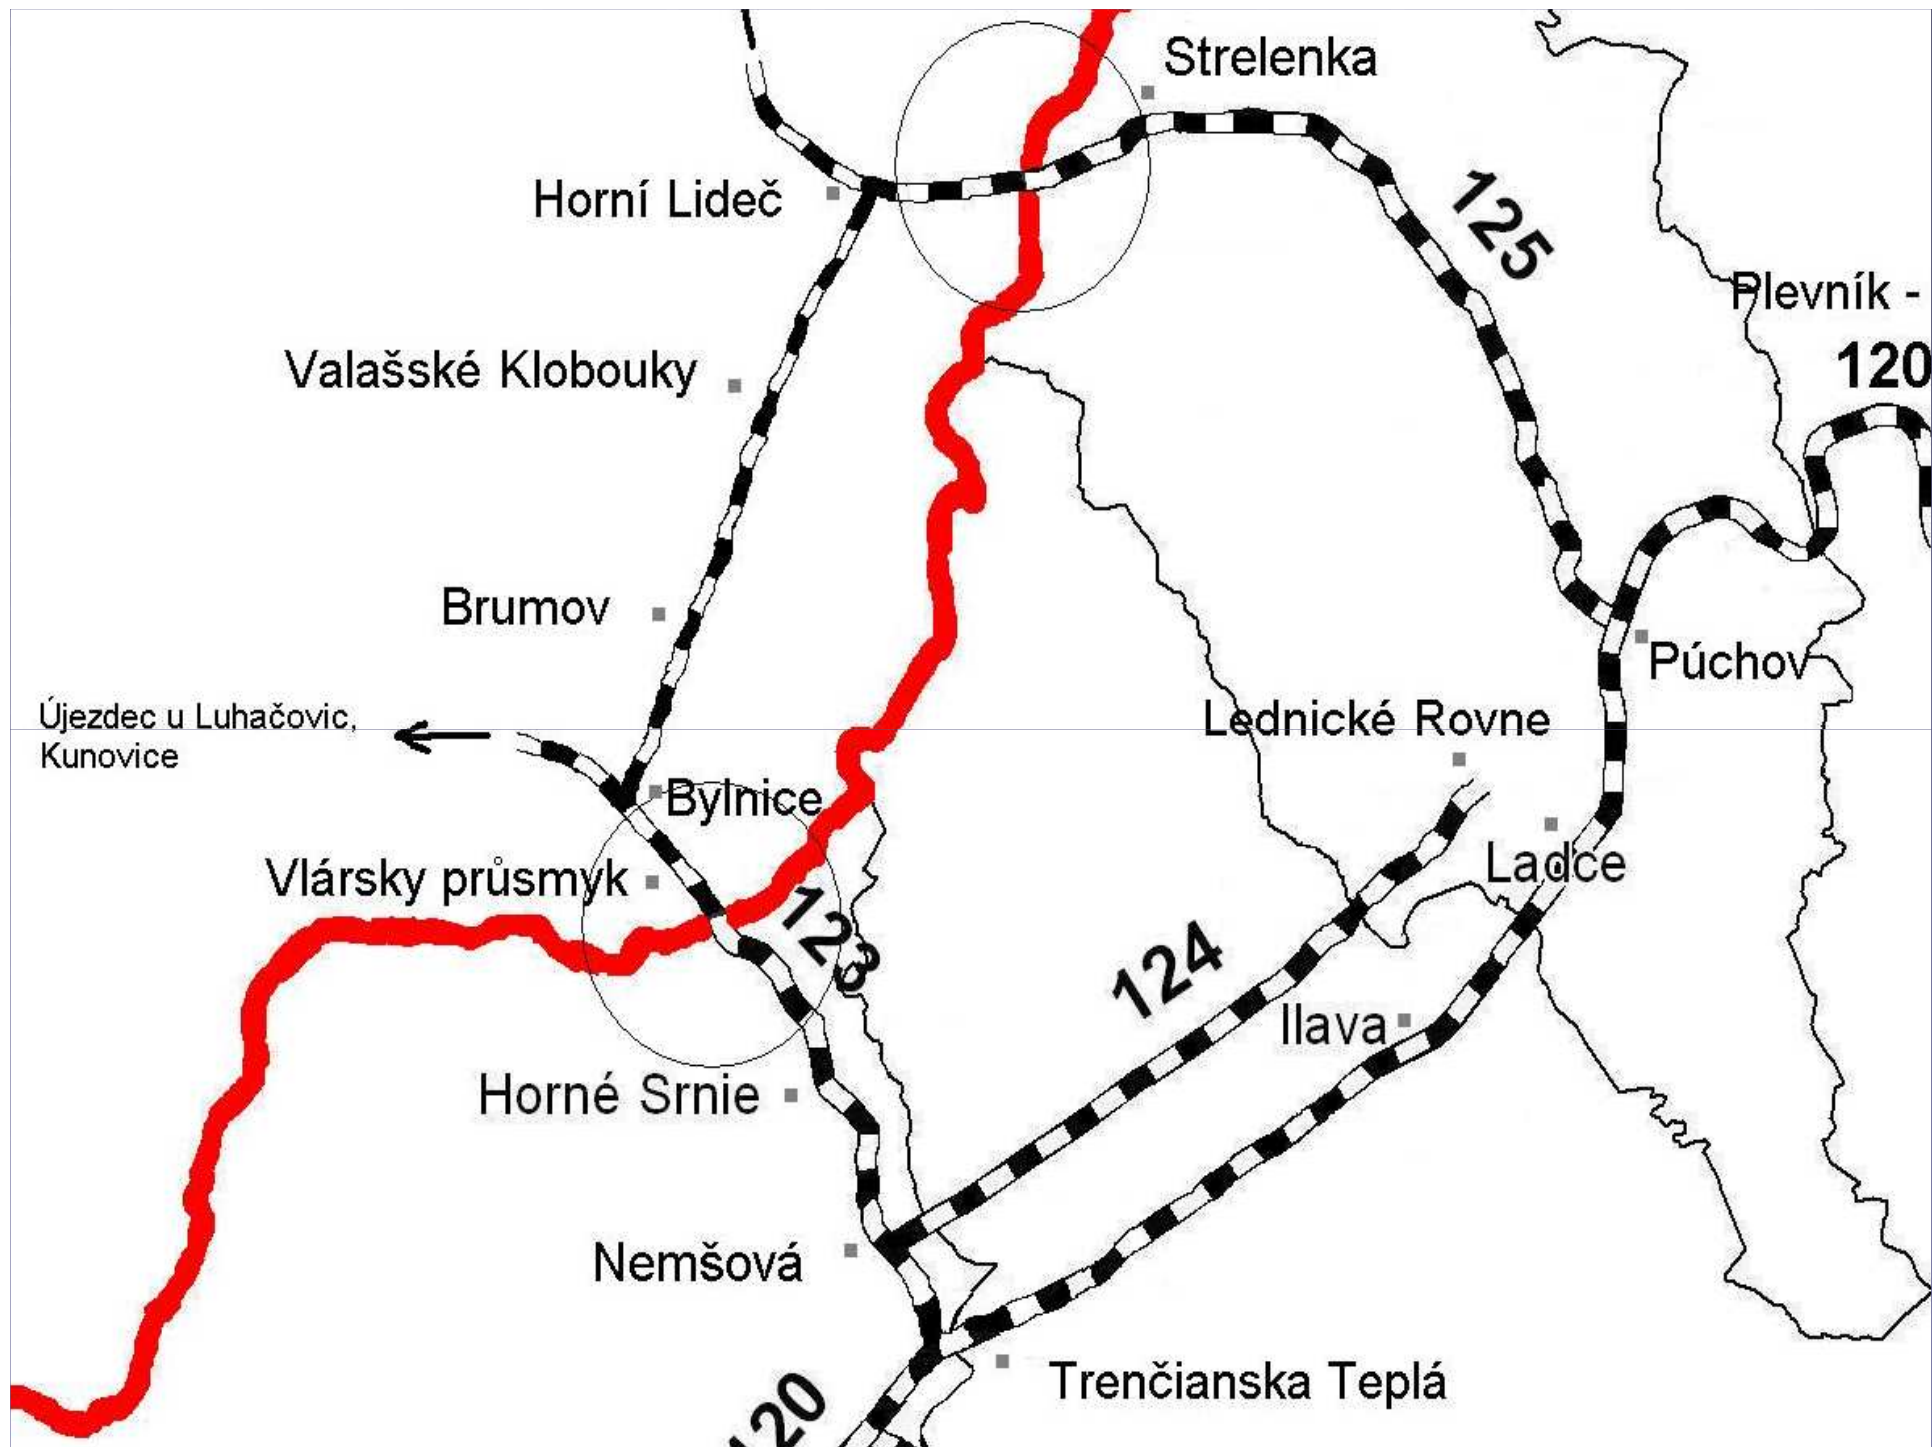 Strelenka
Horní Lideč
125
Plevník -
Valašské Klobouky
120
Brumov
Púchov
Újezdec u Luhačovic,
Kunovice
Lednické Rovne
Bylnice
Ladce
Vlársky průsmyk
123
124
Ilava
Horné Srnie
Nemšová
Trenčianska Teplá
120